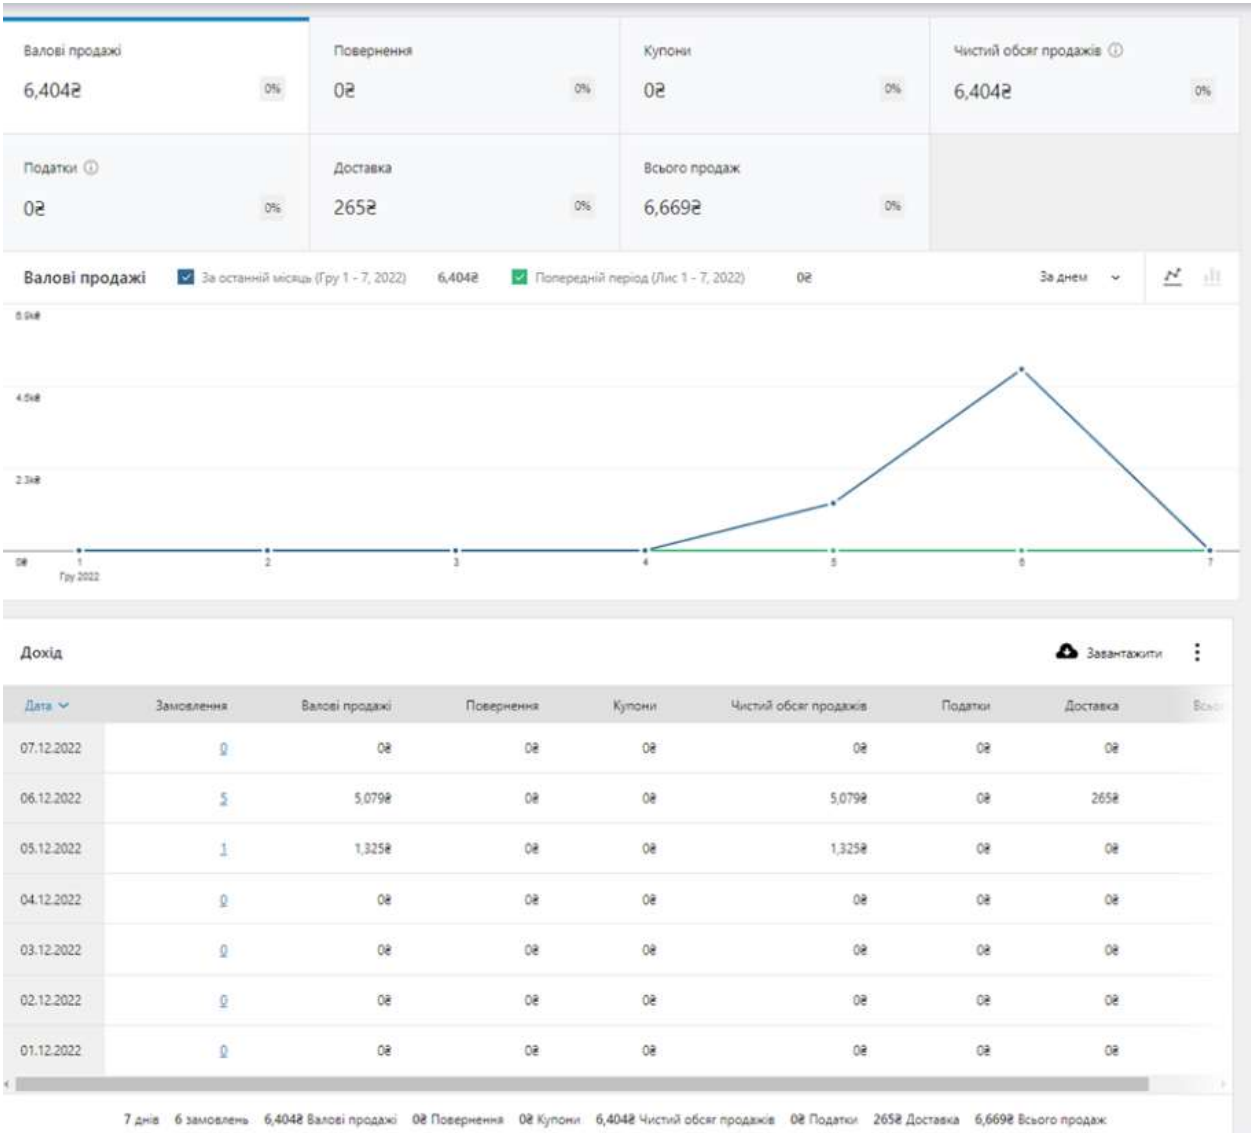 Валові продажі Повернення Купони Чистий обсяг продажів
6,404₴ 0% 0₴ 0% 0₴ 0% 6,404₴ 0%
Податки Доставка Всього продаж
0₴ 0% 265₴ 0% 6,669₴ 0%
Валові продажі За останній місяць (Гру 1 - 7, 2022) 6,404₴ Попередній період (Лис 1 - 7, 2022) 0₴ За днем
6.9k₴
4.6k₴
2.3k₴
0₴ 1 2 3 4 5 6 7
Гру 2022
Дохід Завантажити
Дата Замовлення Валові продажі Повернення Купони Чистий обсяг продажів Податки Доставка
07.12.2022 0 0₴ 0₴ 0₴ 0₴ 0₴ 0₴
06.12.2022 5 5,079₴ 0₴ 0₴ 5,079₴ 0₴ 265₴
05.12.2022 1 1,325₴ 0₴ 0₴ 1,325₴ 0₴ 0₴
04.12.2022 0 0₴ 0₴ 0₴ 0₴ 0₴ 0₴
03.12.2022 0 0₴ 0₴ 0₴ 0₴ 0₴ 0₴
02.12.2022 0 0₴ 0₴ 0₴ 0₴ 0₴ 0₴
01.12.2022 0 0₴ 0₴ 0₴ 0₴ 0₴ 0₴
7 днів 6 замовлень 6,404₴ Валові продажі 0₴ Повернення 0₴ Купони 6,404₴ Чистий обсяг продажів 0₴ Податки 265₴ Доставка 6,669₴ Всього продаж